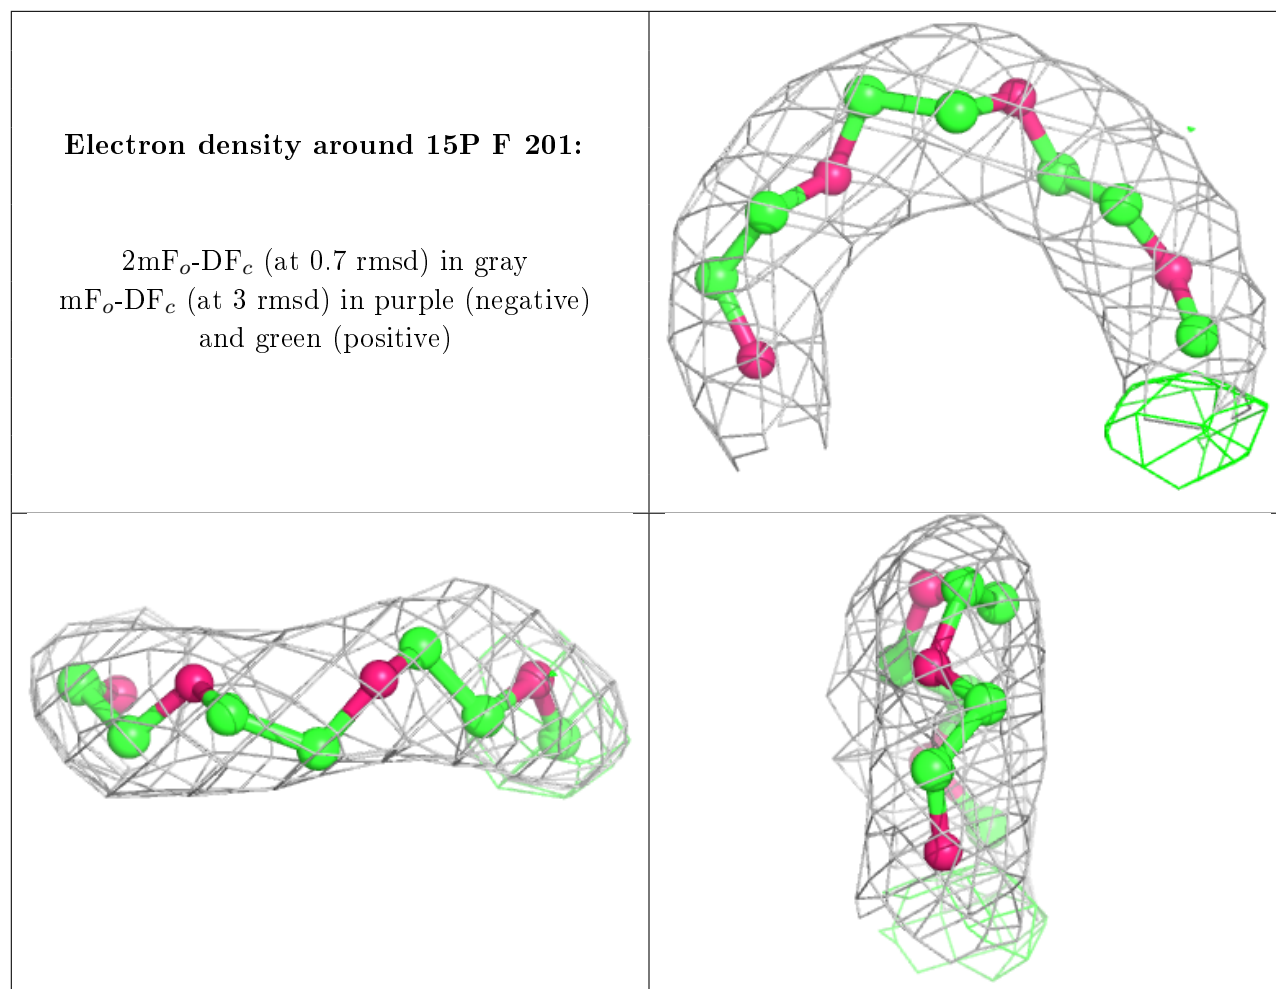 Electron density around 15P F 201:
2mFₒ-DF𝒸 (at 0.7 rmsd) in gray
mFₒ-DF𝒸 (at 3 rmsd) in purple (negative)
and green (positive)